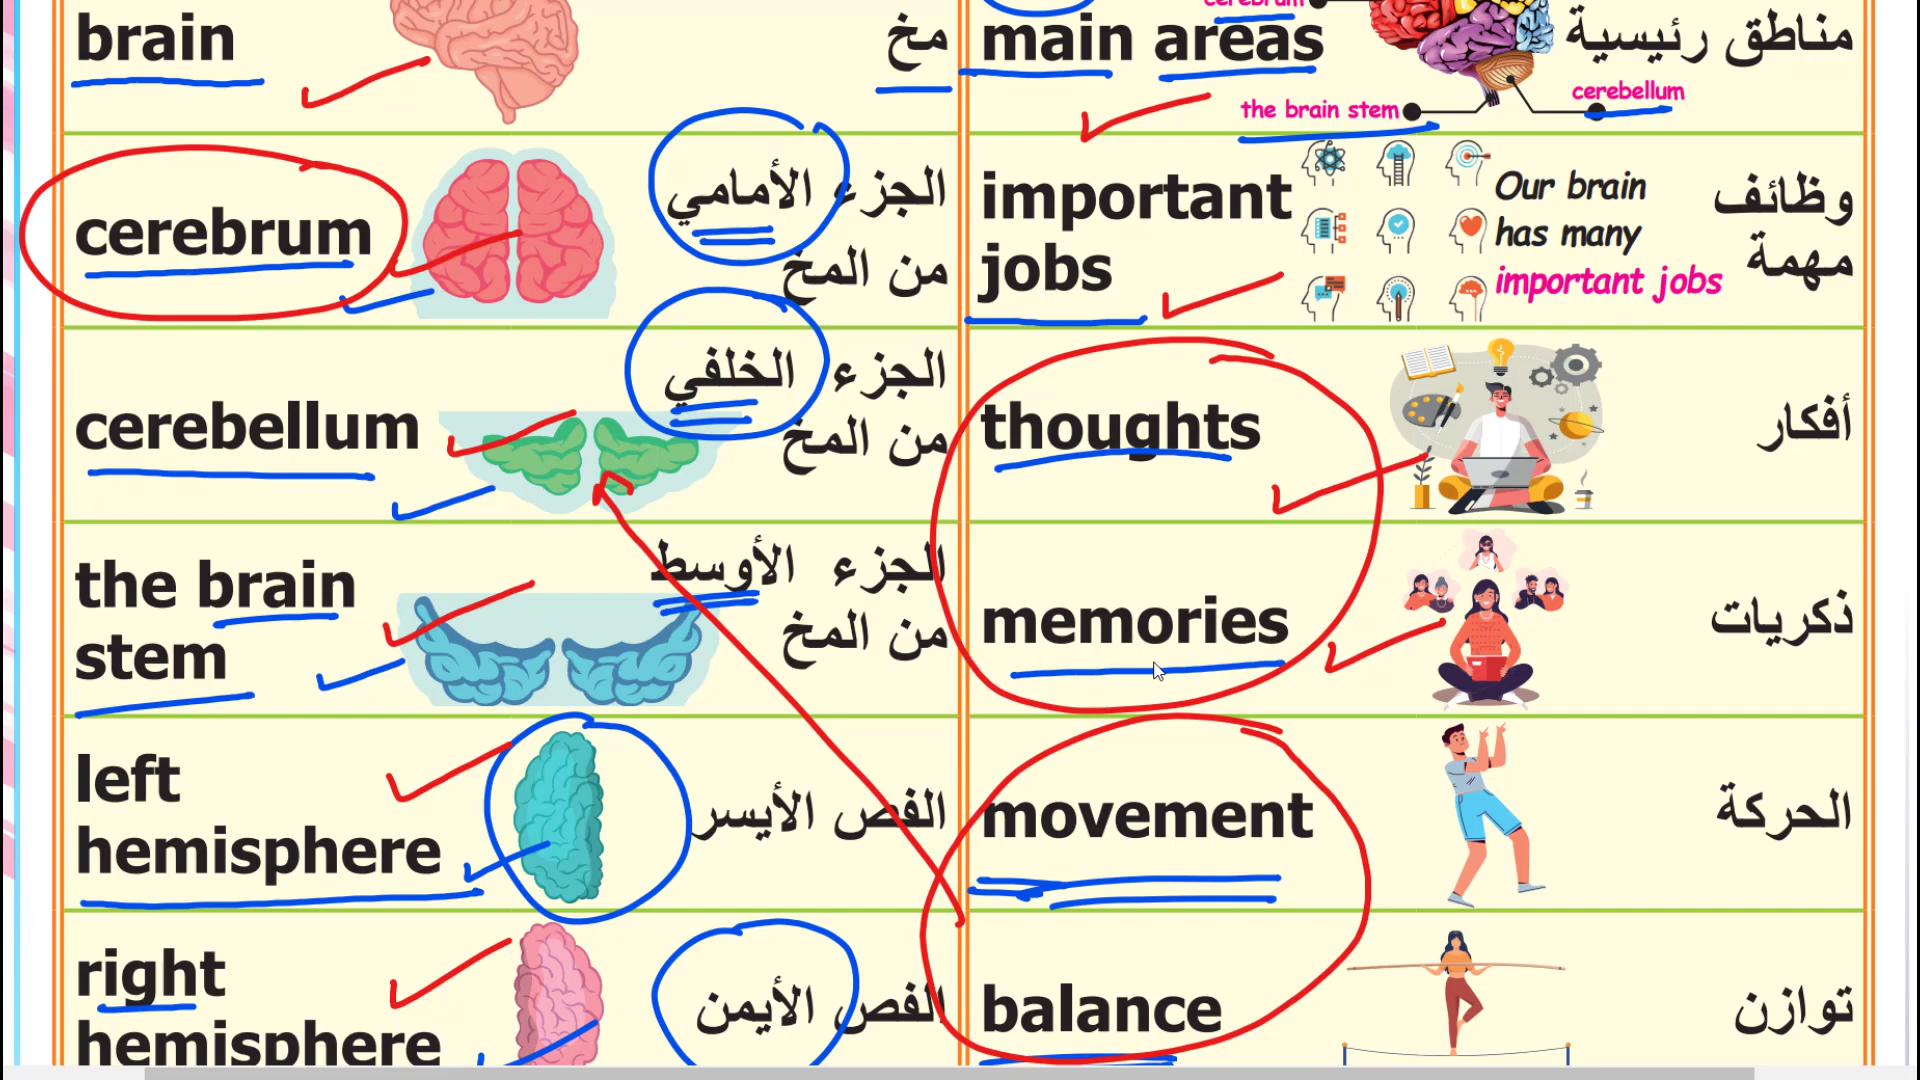 brain
مخ
cerebrum
main areas
مناطق رئيسية
the brain stem
cerebellum
cerebrum
الجزء الأمامي
من المخ
important
jobs
Our brain
has many
important jobs
وظائف
مهمة
cerebellum
الجزء الخلفي
من المخ
thoughts
أفكار
the brain
stem
الجزء الأوسط
من المخ
memories
ذكريات
left
hemisphere
الفص الأيسر
movement
الحركة
right
hemisphere
الفص الأيمن
balance
توازن